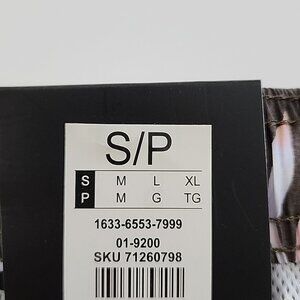 S/P
S M L XL
P M G TG
1633-6553-7999
01-9200
SKU 71260798